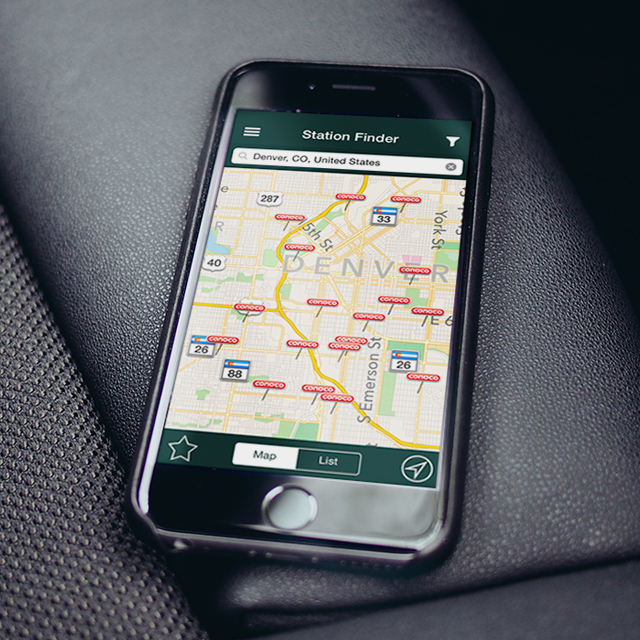 Station Finder
Denver, CO, United States
287
conoco
conoco
33
York St
conoco
5th St
conoco
40
DENVER
conoco
conoco
conoco
conoco
conoco
conoco
E 6
26
conoco
conoco
conoco
conoco
26
88
conoco
conoco
conoco
conoco
S Emerson St
Map
List